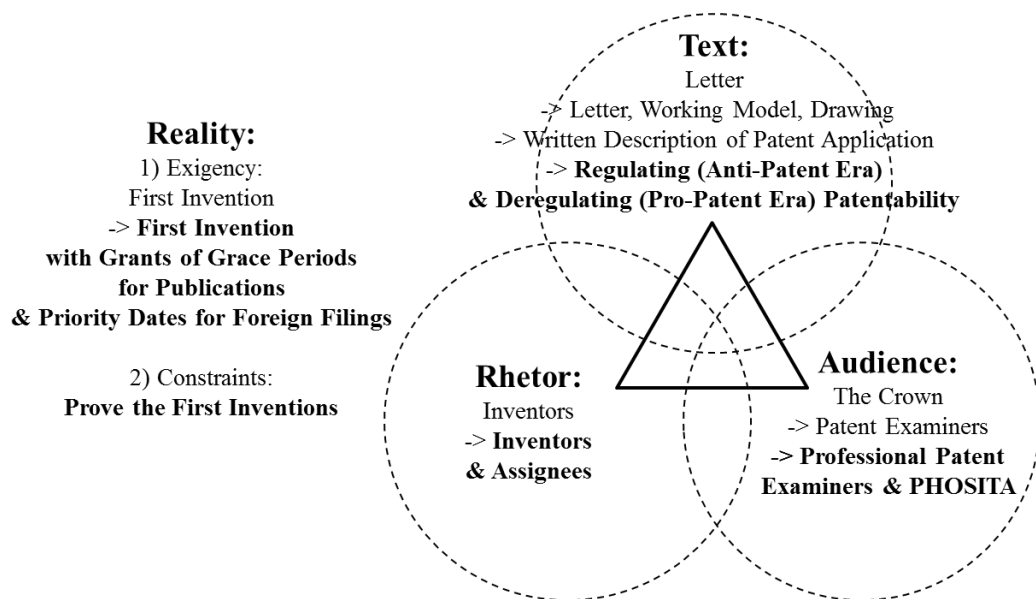 Text:
Letter
-> Letter, Working Model, Drawing
-> Written Description of Patent Application
-> Regulating (Anti-Patent Era)
& Deregulating (Pro-Patent Era) Patentability
Reality:
1) Exigency:
First Invention
-> First Invention
with Grants of Grace Periods
for Publications
& Priority Dates for Foreign Filings
2) Constraints:
Prove the First Inventions
Rhetor:
Inventors
-> Inventors
& Assignees
Audience:
The Crown
-> Patent Examiners
-> Professional Patent
Examiners & PHOSITA